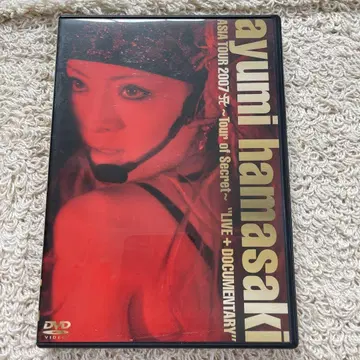 ayumi hamasaki
ASIA TOUR 2007 A ~Tour of Secret~ "LIVE + DOCUMENTARY"
DVD
VIDEO